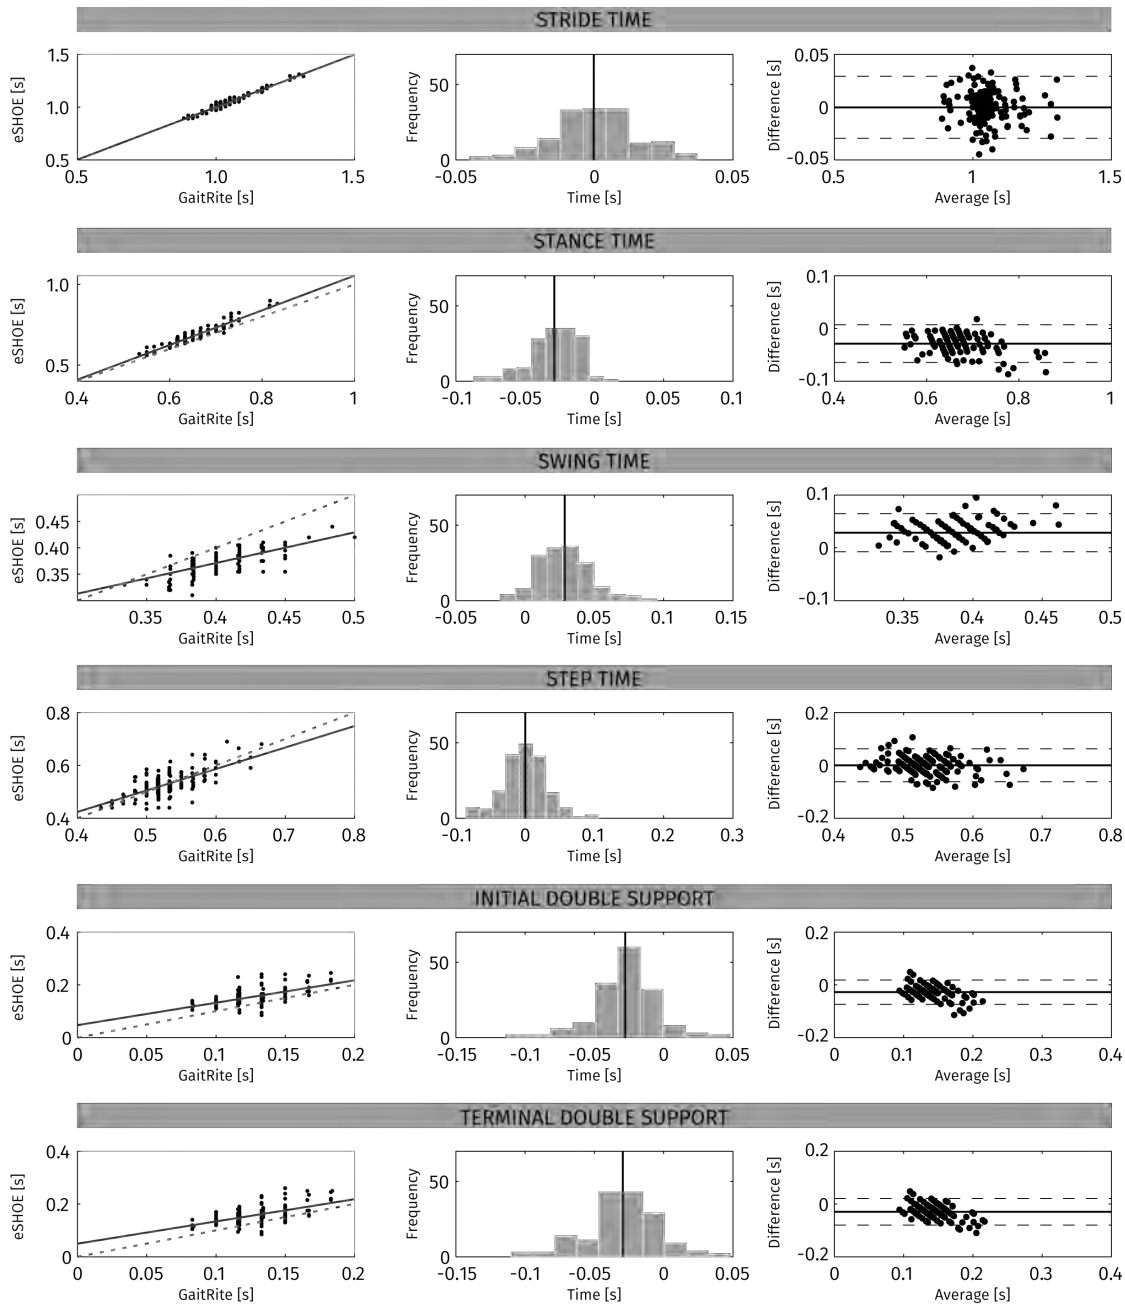 STRIDE TIME
eSHOE [s]
1.5
1.0
0.5
0.5 1 1.5
GaitRite [s]
Frequency
50
0
-0.05 0 0.05
Time [s]
Difference [s]
0.05
0
-0.05
0.5 1 1.5
Average [s]
STANCE TIME
eSHOE [s]
1.0
0.5
0.4 0.6 0.8 1
GaitRite [s]
Frequency
50
0
-0.1 -0.05 0 0.05 0.1
Time [s]
Difference [s]
0.1
0
-0.1
0.4 0.6 0.8 1
Average [s]
SWING TIME
eSHOE [s]
0.45
0.40
0.35
0.35 0.4 0.45 0.5
GaitRite [s]
Frequency
50
0
-0.05 0 0.05 0.1 0.15
Time [s]
Difference [s]
0.1
0
-0.1
0.35 0.4 0.45 0.5
Average [s]
STEP TIME
eSHOE [s]
0.8
0.6
0.4
0.4 0.5 0.6 0.7 0.8
GaitRite [s]
Frequency
50
0
-0.1 0 0.1 0.2 0.3
Time [s]
Difference [s]
0.2
0
-0.2
0.4 0.5 0.6 0.7 0.8
Average [s]
INITIAL DOUBLE SUPPORT
eSHOE [s]
0.4
0.2
0
0 0.05 0.1 0.15 0.2
GaitRite [s]
Frequency
50
0
-0.15 -0.1 -0.05 0 0.05
Time [s]
Difference [s]
0.2
0
-0.2
0 0.1 0.2 0.3 0.4
Average [s]
TERMINAL DOUBLE SUPPORT
eSHOE [s]
0.4
0.2
0
0 0.05 0.1 0.15 0.2
GaitRite [s]
Frequency
50
0
-0.15 -0.1 -0.05 0 0.05
Time [s]
Difference [s]
0.2
0
-0.2
0 0.1 0.2 0.3 0.4
Average [s]